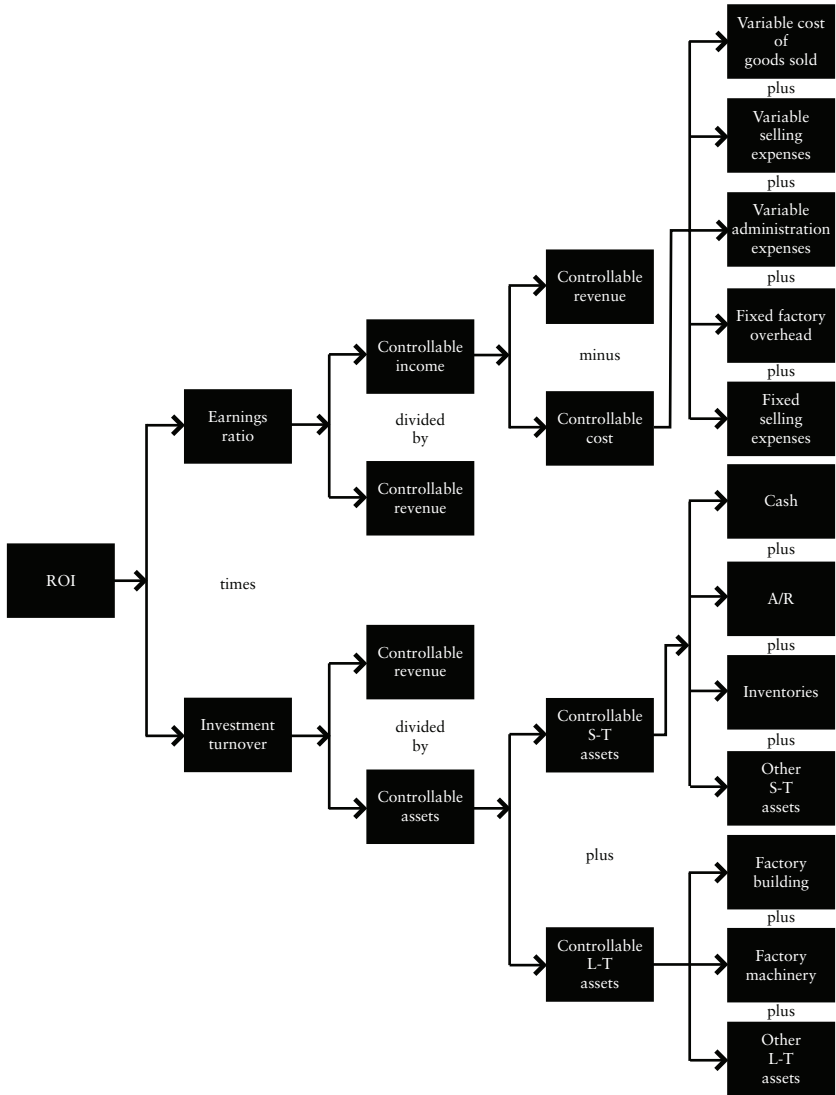 Variable cost
of
goods sold
plus
Variable
selling
expenses
plus
Variable
administration
expenses
plus
Fixed factory
overhead
plus
Fixed
selling
expenses
Controllable
revenue
minus
Controllable
cost
Controllable
income
divided
by
Controllable
revenue
Earnings
ratio
ROI
times
Investment
turnover
Controllable
revenue
divided
by
Controllable
assets
Controllable
S-T
assets
plus
Controllable
L-T
assets
Cash
plus
A/R
plus
Inventories
plus
Other
S-T
assets
Factory
building
plus
Factory
machinery
plus
Other
L-T
assets